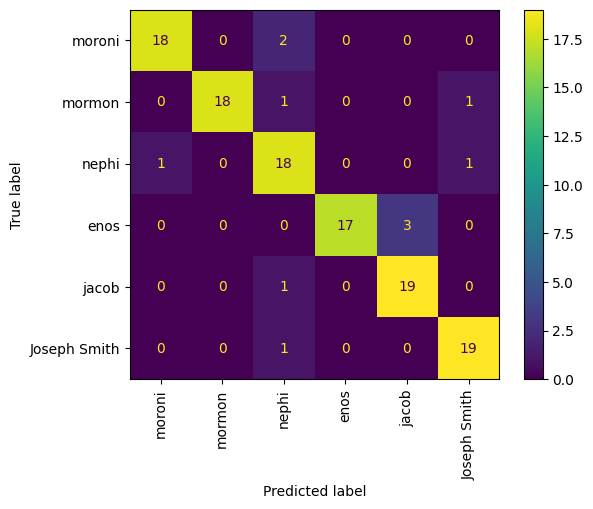 moroni 18 0 2 0 0 0
mormon 0 18 1 0 0 1
nephi 1 0 18 0 0 1
enos 0 0 0 17 3 0
jacob 0 0 1 0 19 0
Joseph Smith 0 0 1 0 0 19
True label
moroni mormon nephi enos jacob Joseph Smith
Predicted label
17.5
15.0
12.5
10.0
7.5
5.0
2.5
0.0